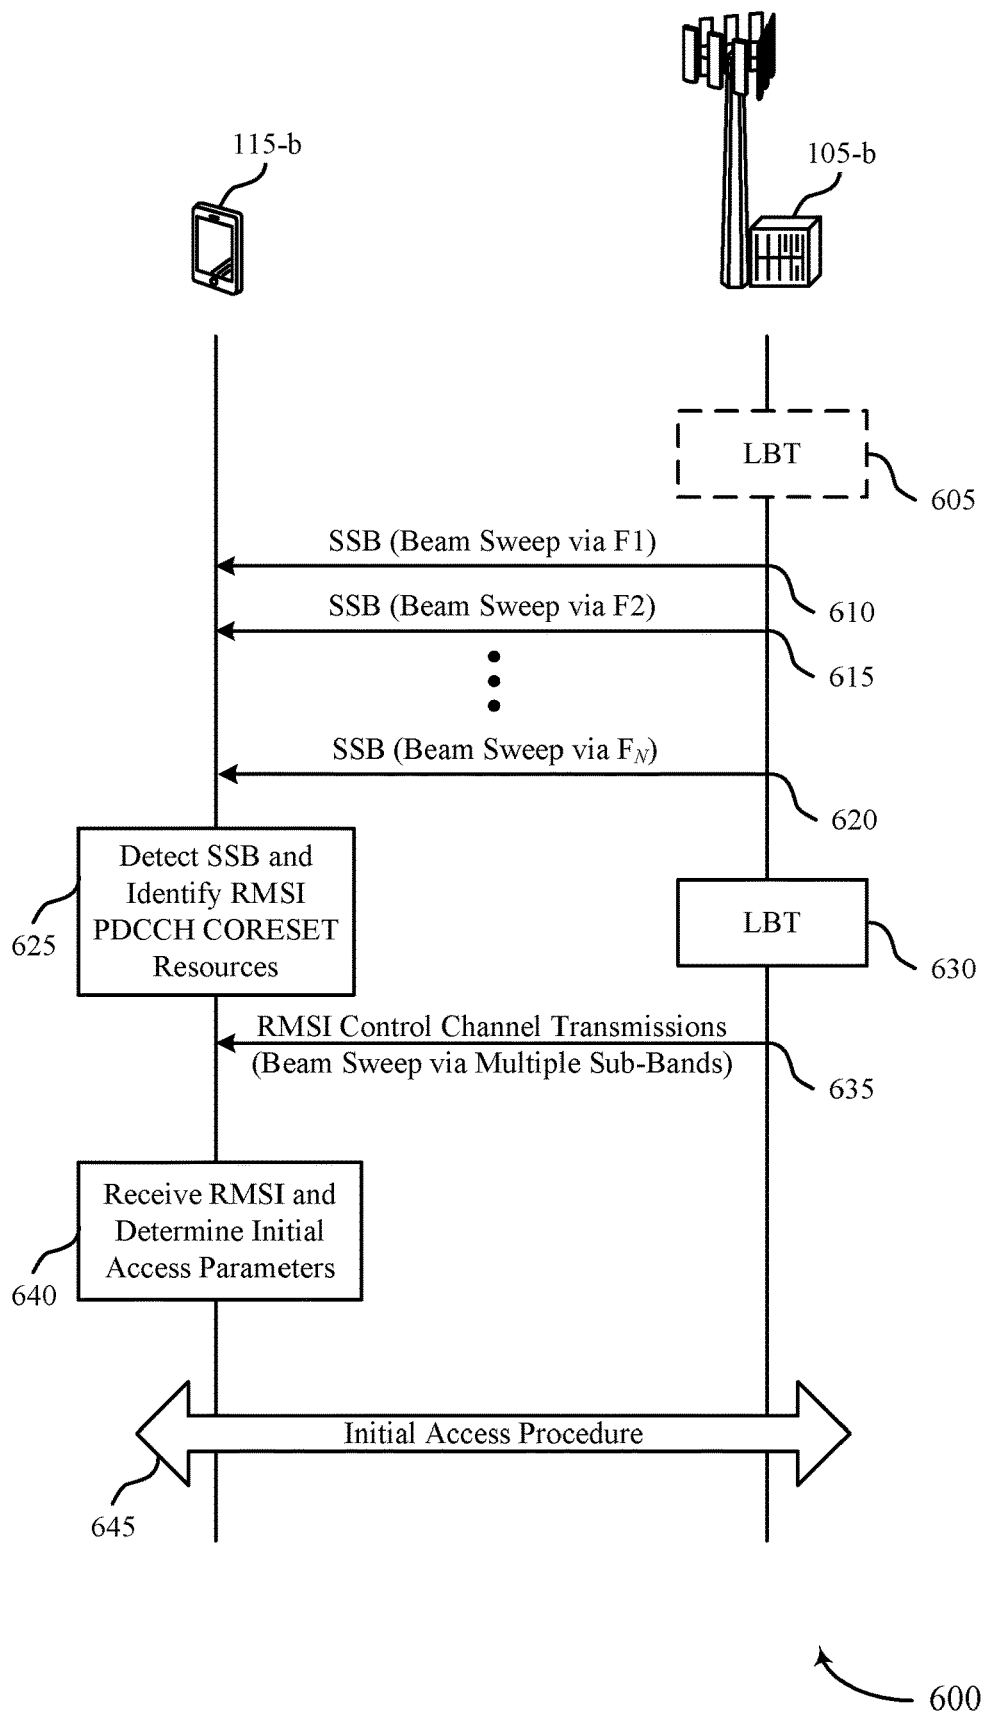 115-b
105-b
LBT
605
SSB (Beam Sweep via F1)
610
SSB (Beam Sweep via F2)
615
SSB (Beam Sweep via FN)
620
Detect SSB and
Identify RMSI
PDCCH CORESET
Resources
625
LBT
630
RMSI Control Channel Transmissions
(Beam Sweep via Multiple Sub-Bands)
635
Receive RMSI and
Determine Initial
Access Parameters
640
Initial Access Procedure
645
600